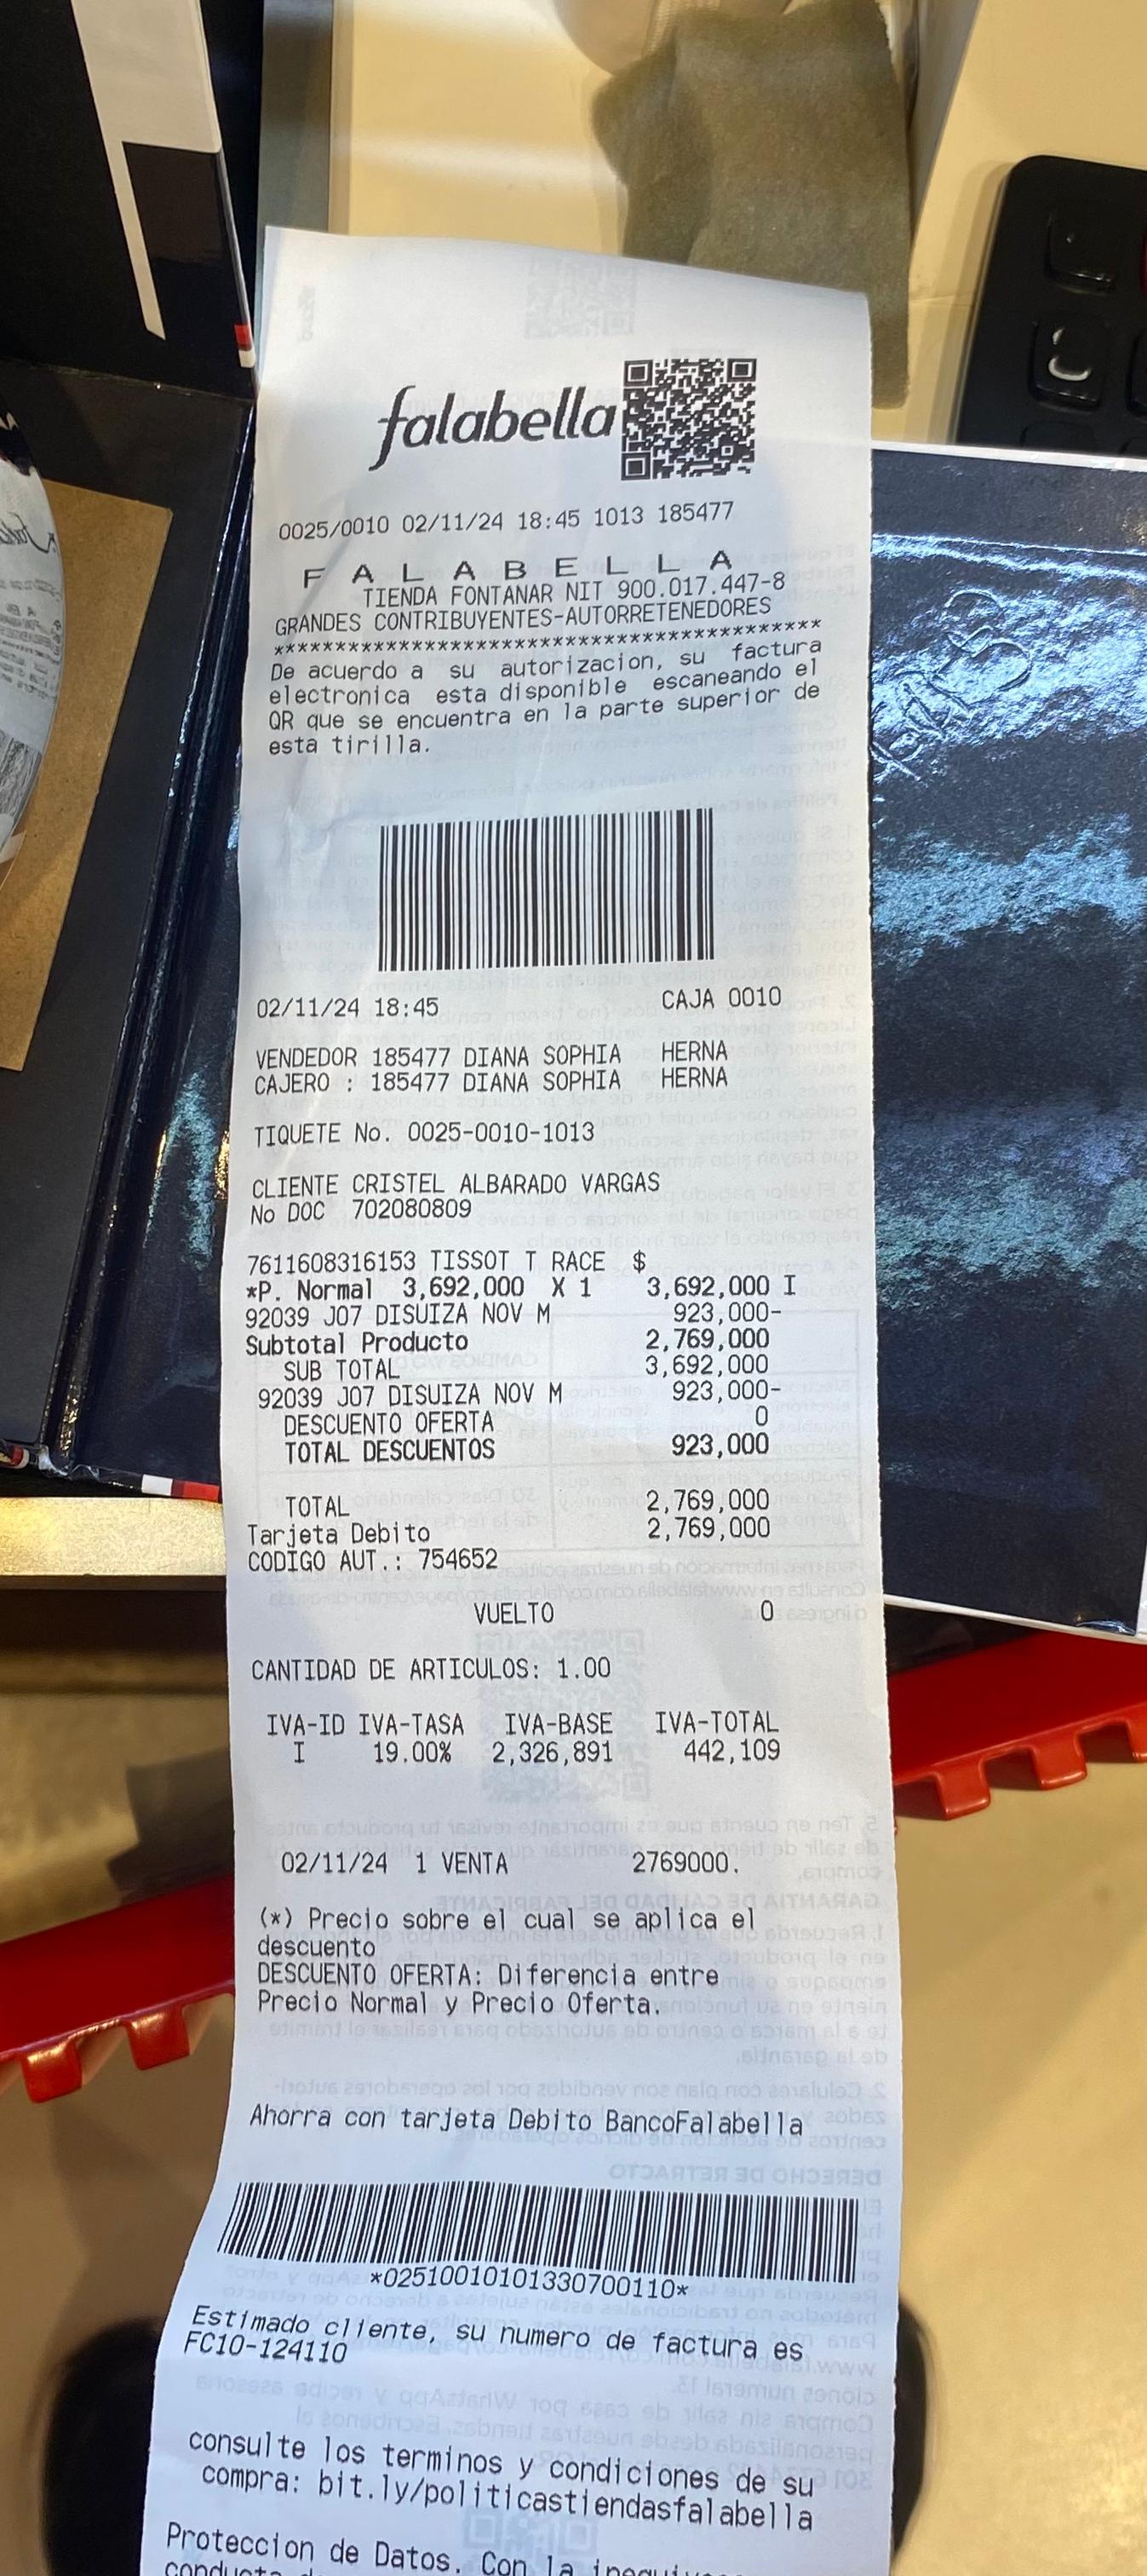 falabella
0025/0010 02/11/24 18:45 1013 185477
F A L A B E L L A
TIENDA FONTANAR NIT 900.017.447-8
GRANDES CONTRIBUYENTES-AUTORRETENEDORES
******************************************
De acuerdo a su autorizacion, su factura
electronica esta disponible escaneando el
QR que se encuentra en la parte superior de
esta tirilla.
02/11/24 18:45 CAJA 0010
VENDEDOR 185477 DIANA SOPHIA HERNA
CAJERO : 185477 DIANA SOPHIA HERNA
TIQUETE No. 0025-0010-1013
CLIENTE CRISTEL ALBARADO VARGAS
No DOC 702080809
7611608316153 TISSOT T RACE $
*P. Normal 3,692,000 X 1 3,692,000 I
92039 J07 DISUIZA NOV M 923,000-
Subtotal Producto 2,769,000
SUB TOTAL 3,692,000
92039 J07 DISUIZA NOV M 923,000-
DESCUENTO OFERTA 0
TOTAL DESCUENTOS 923,000
TOTAL 2,769,000
Tarjeta Debito 2,769,000
CODIGO AUT.: 754652
VUELTO 0
CANTIDAD DE ARTICULOS: 1.00
IVA-ID IVA-TASA IVA-BASE IVA-TOTAL
I 19.00% 2,326,891 442,109
02/11/24 1 VENTA 2769000.
(*) Precio sobre el cual se aplica el
descuento
DESCUENTO OFERTA: Diferencia entre
Precio Normal y Precio Oferta.
Ahorra con tarjeta Debito BancoFalabella
*02510010101330700110*
Estimado cliente, su numero de factura es
FC10-124110
consulte los terminos y condiciones de su
compra: bit.ly/politicastiendasfalabella
Proteccion de Datos. Con la